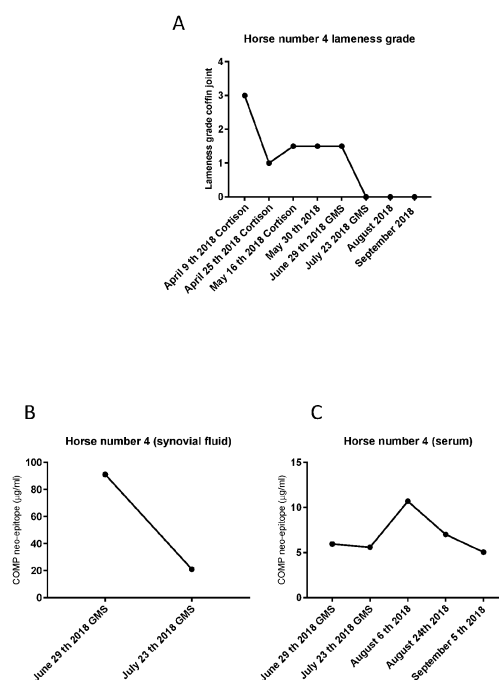 A
Horse number 4 lameness grade
Lameness grade coffin joint
4
3
2
1
0
April 9 th 2018 Cortison
April 25 th 2018 Cortison
May 16 th 2018 Cortison
May 30 th 2018
June 29 th 2018 GMS
July 23 2018 GMS
August 2018
September 2018
B
Horse number 4 (synovial fluid)
COMP neo-epitope (µg/ml)
100
80
60
40
20
0
June 29 th 2018 GMS
July 23 th 2018 GMS
C
Horse number 4 (serum)
COMP neo-epitope (µg/ml)
15
10
5
0
June 29 th 2018 GMS
July 23 th 2018 GMS
August 6 th 2018
August 24th 2018
September 5 th 2018